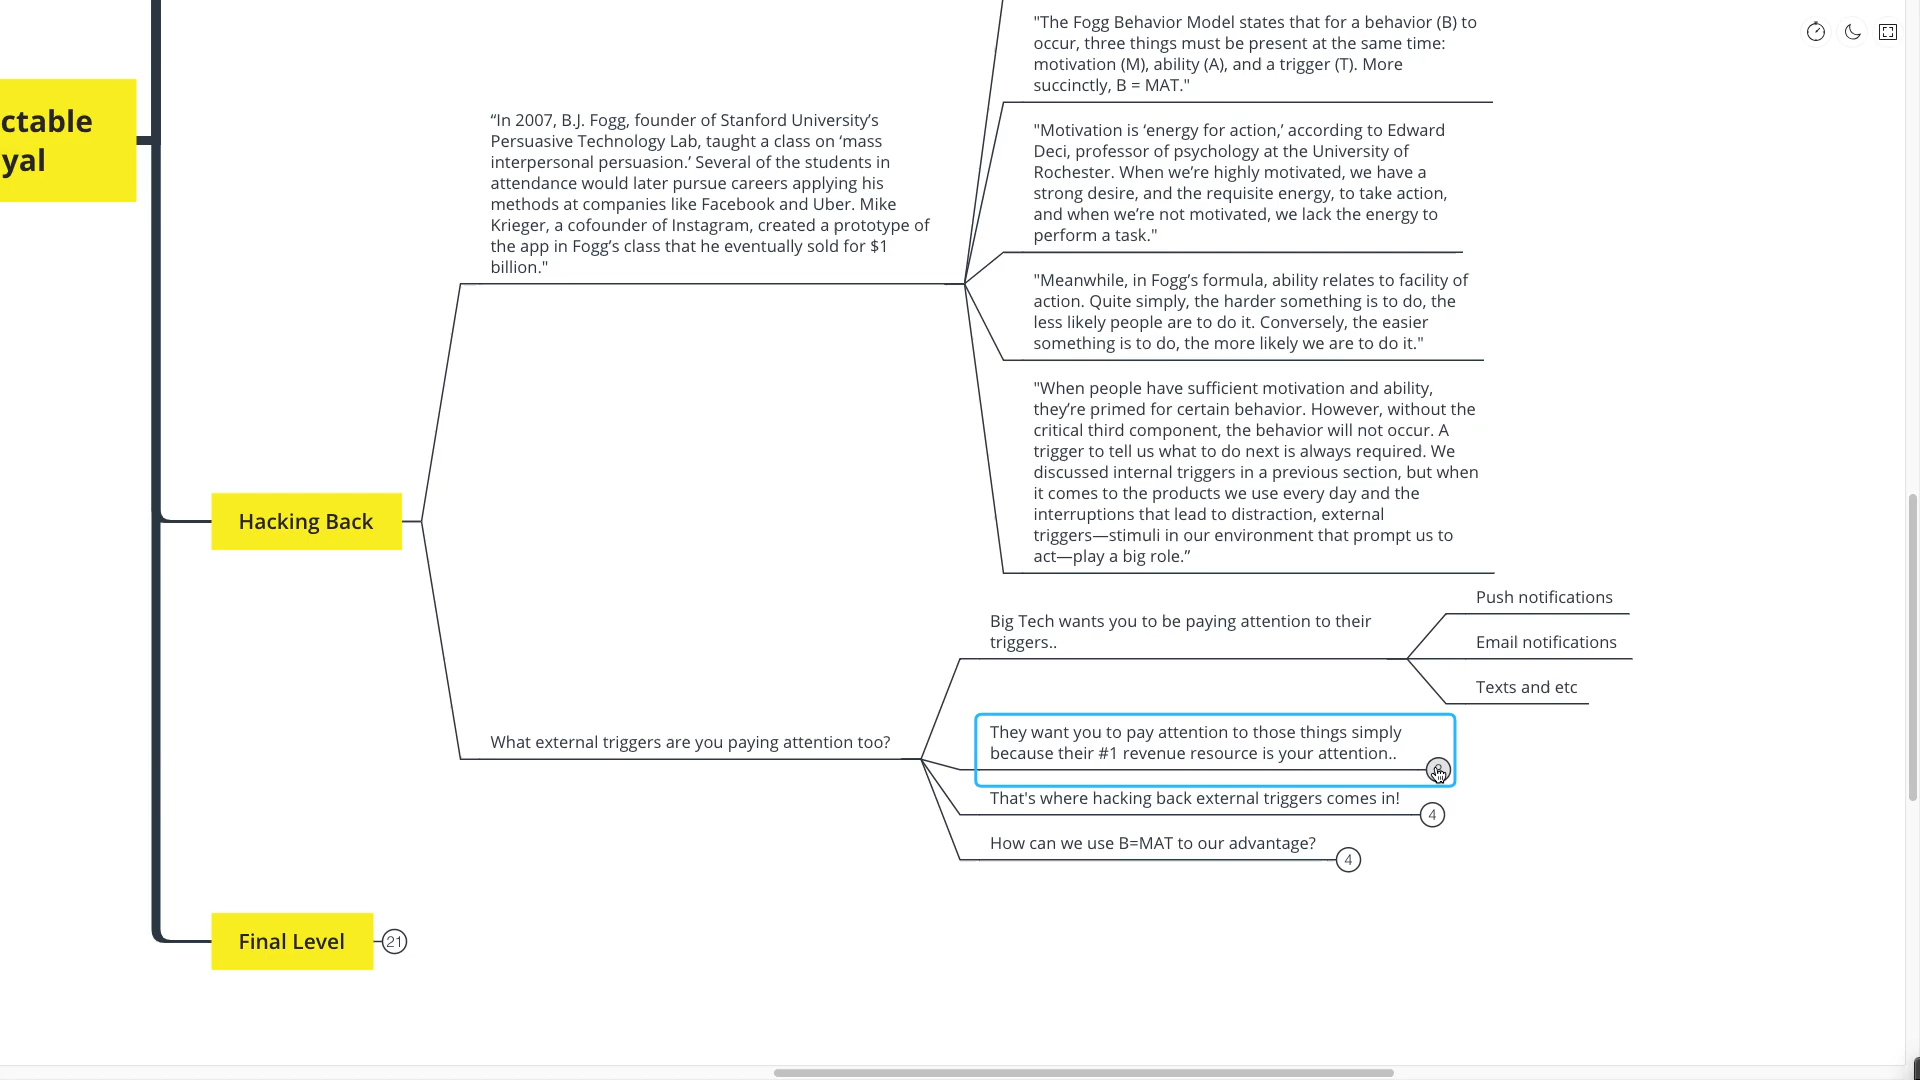 ctable
yal
“In 2007, B.J. Fogg, founder of Stanford University’s
Persuasive Technology Lab, taught a class on ‘mass
interpersonal persuasion.’ Several of the students in
attendance would later pursue careers applying his
methods at companies like Facebook and Uber. Mike
Krieger, a cofounder of Instagram, created a prototype of
the app in Fogg’s class that he eventually sold for $1
billion."
"The Fogg Behavior Model states that for a behavior (B) to
occur, three things must be present at the same time:
motivation (M), ability (A), and a trigger (T). More
succinctly, B = MAT."
"Motivation is ‘energy for action,’ according to Edward
Deci, professor of psychology at the University of
Rochester. When we’re highly motivated, we have a
strong desire, and the requisite energy, to take action,
and when we’re not motivated, we lack the energy to
perform a task."
"Meanwhile, in Fogg’s formula, ability relates to facility of
action. Quite simply, the harder something is to do, the
less likely people are to do it. Conversely, the easier
something is to do, the more likely we are to do it."
"When people have sufficient motivation and ability,
they’re primed for certain behavior. However, without the
critical third component, the behavior will not occur. A
trigger to tell us what to do next is always required. We
discussed internal triggers in a previous section, but when
it comes to the products we use every day and the
interruptions that lead to distraction, external
triggers—stimuli in our environment that prompt us to
act—play a big role.”
Hacking Back
What external triggers are you paying attention too?
Big Tech wants you to be paying attention to their
triggers..
Push notifications
Email notifications
Texts and etc
They want you to pay attention to those things simply
because their #1 revenue resource is your attention..
That's where hacking back external triggers comes in!
4
How can we use B=MAT to our advantage?
4
Final Level
21